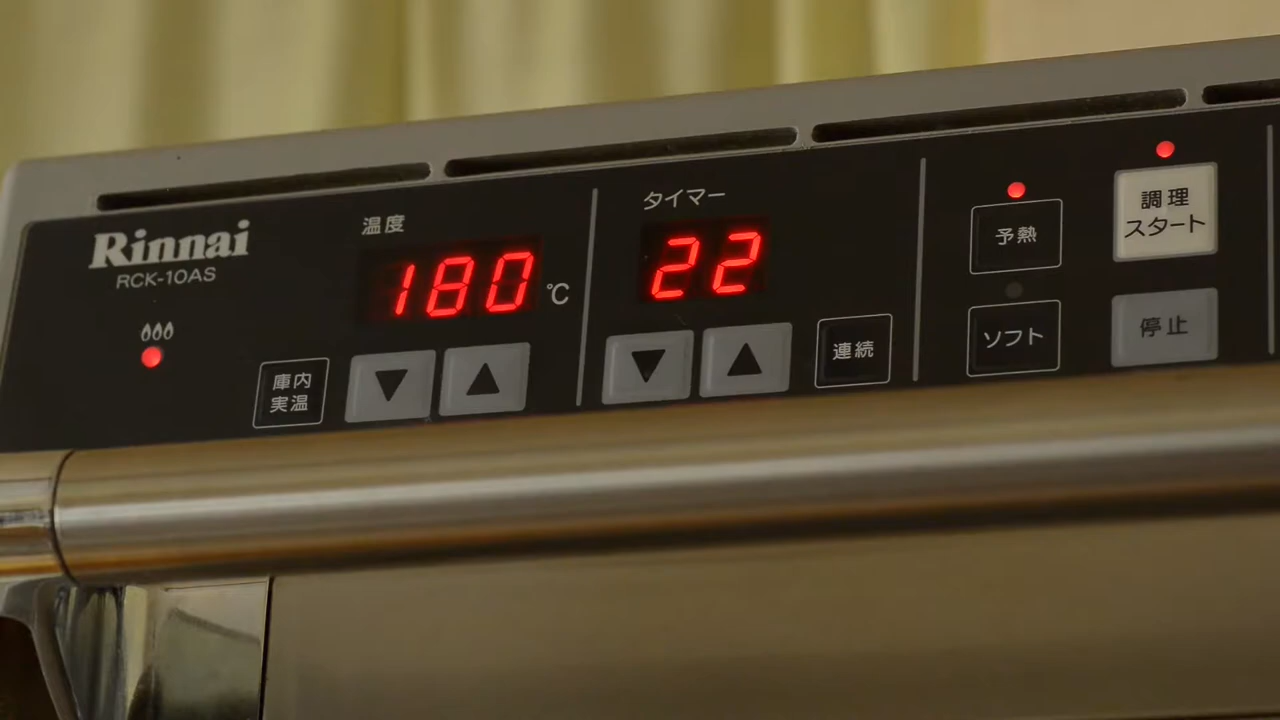 Rinnai
RCK-10AS
温度
180 ℃
庫内
実温
▼ ▲
タイマー
22
▼ ▲
連続
予熱
ソフト
調理
スタート
停止